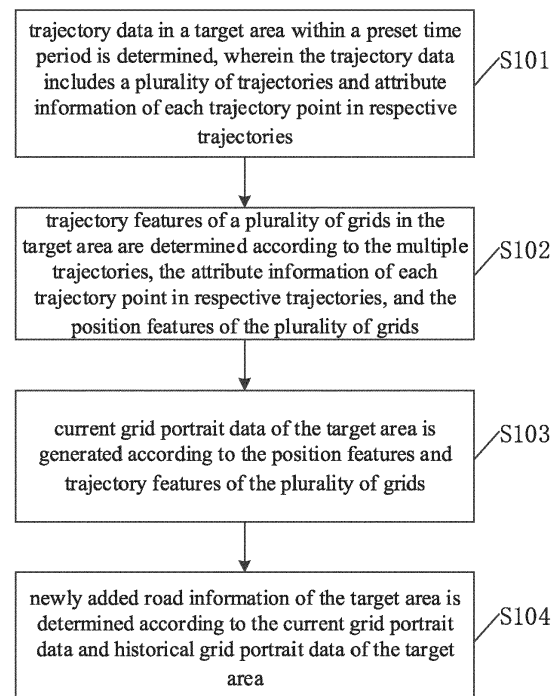 trajectory data in a target area within a preset time
period is determined, wherein the trajectory data
includes a plurality of trajectories and attribute
information of each trajectory point in respective
trajectories
S101
trajectory features of a plurality of grids in the
target area are determined according to the multiple
trajectories, the attribute information of each
trajectory point in respective trajectories, and the
position features of the plurality of grids
S102
current grid portrait data of the target area is
generated according to the position features and
trajectory features of the plurality of grids
S103
newly added road information of the target area is
determined according to the current grid portrait
data and historical grid portrait data of the target
area
S104